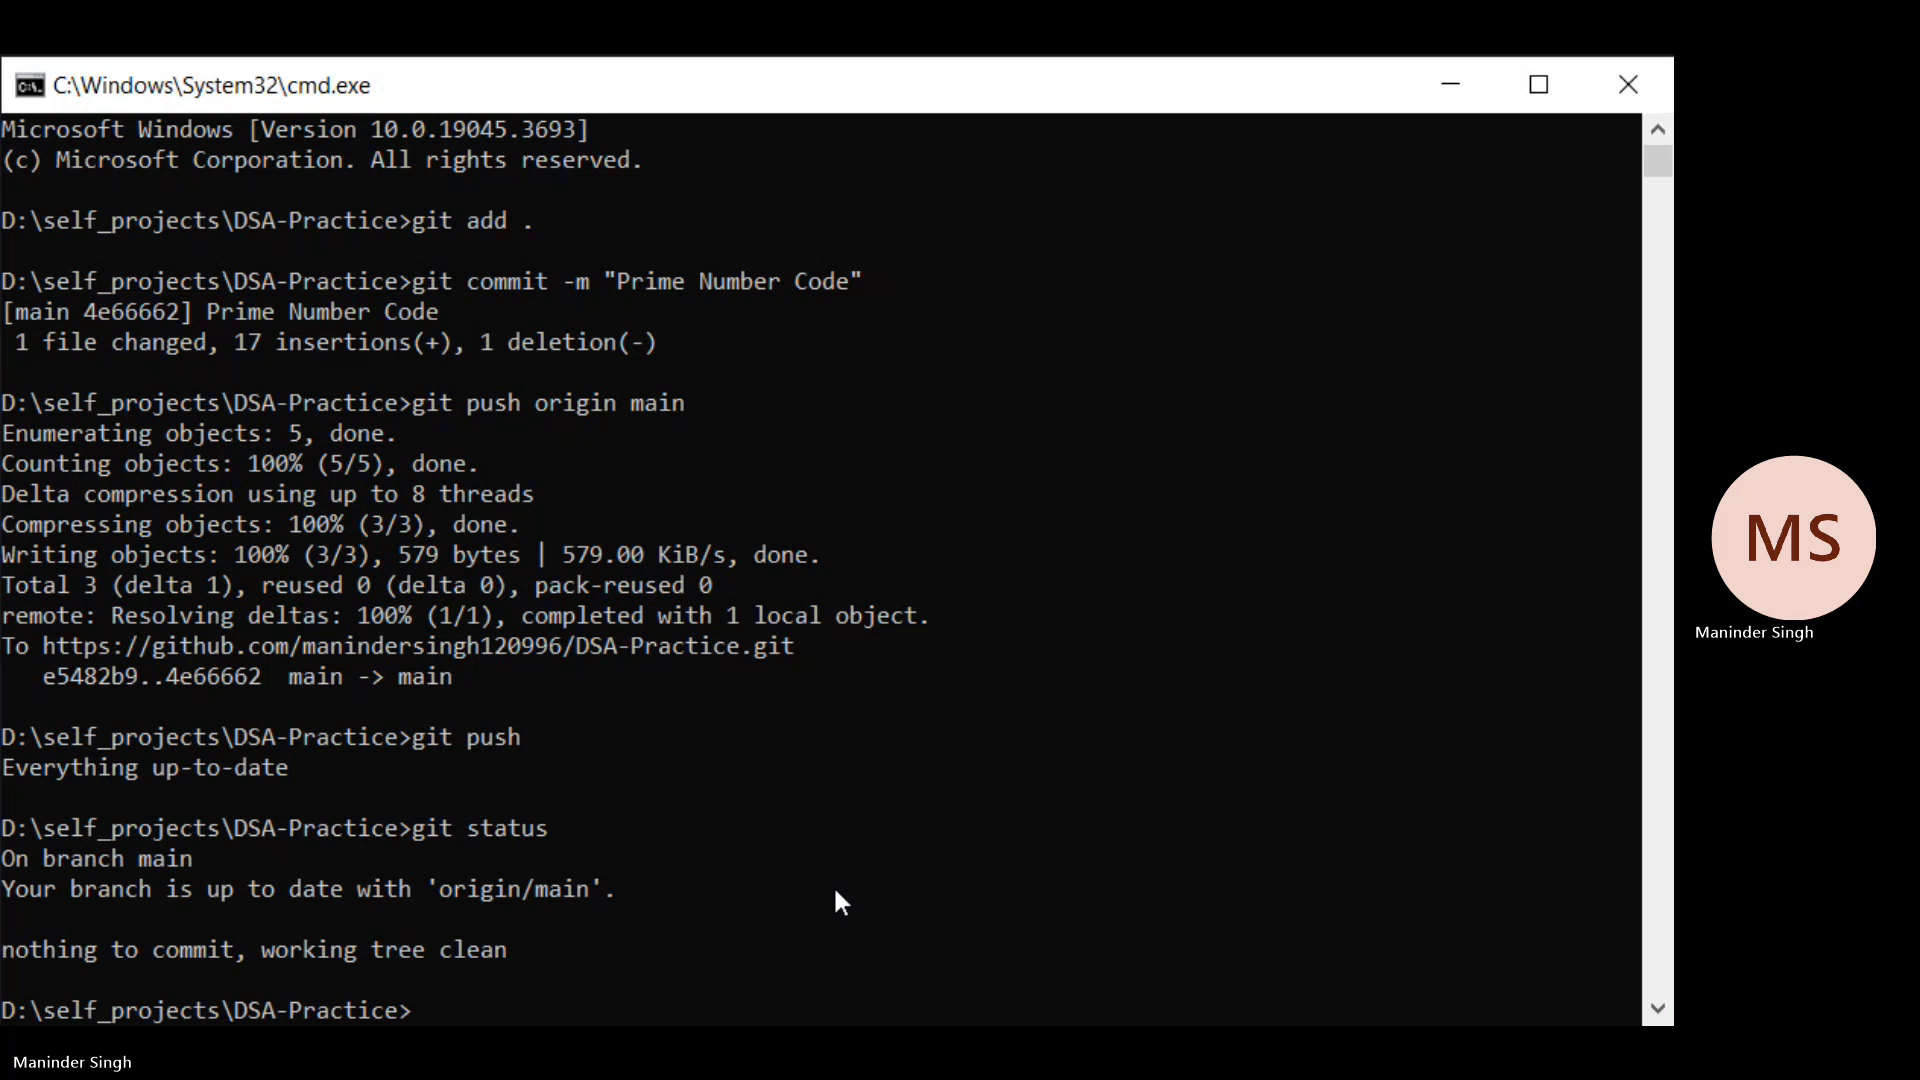 C:\Windows\System32\cmd.exe
Microsoft Windows [Version 10.0.19045.3693]
(c) Microsoft Corporation. All rights reserved.
D:\self_projects\DSA-Practice>git add .
D:\self_projects\DSA-Practice>git commit -m "Prime Number Code"
[main 4e66662] Prime Number Code
 1 file changed, 17 insertions(+), 1 deletion(-)
D:\self_projects\DSA-Practice>git push origin main
Enumerating objects: 5, done.
Counting objects: 100% (5/5), done.
Delta compression using up to 8 threads
Compressing objects: 100% (3/3), done.
Writing objects: 100% (3/3), 579 bytes | 579.00 KiB/s, done.
Total 3 (delta 1), reused 0 (delta 0), pack-reused 0
remote: Resolving deltas: 100% (1/1), completed with 1 local object.
To https://github.com/manindersingh120996/DSA-Practice.git
   e5482b9..4e66662  main -> main
D:\self_projects\DSA-Practice>git push
Everything up-to-date
D:\self_projects\DSA-Practice>git status
On branch main
Your branch is up to date with 'origin/main'.
nothing to commit, working tree clean
D:\self_projects\DSA-Practice>
MS
Maninder Singh
Maninder Singh